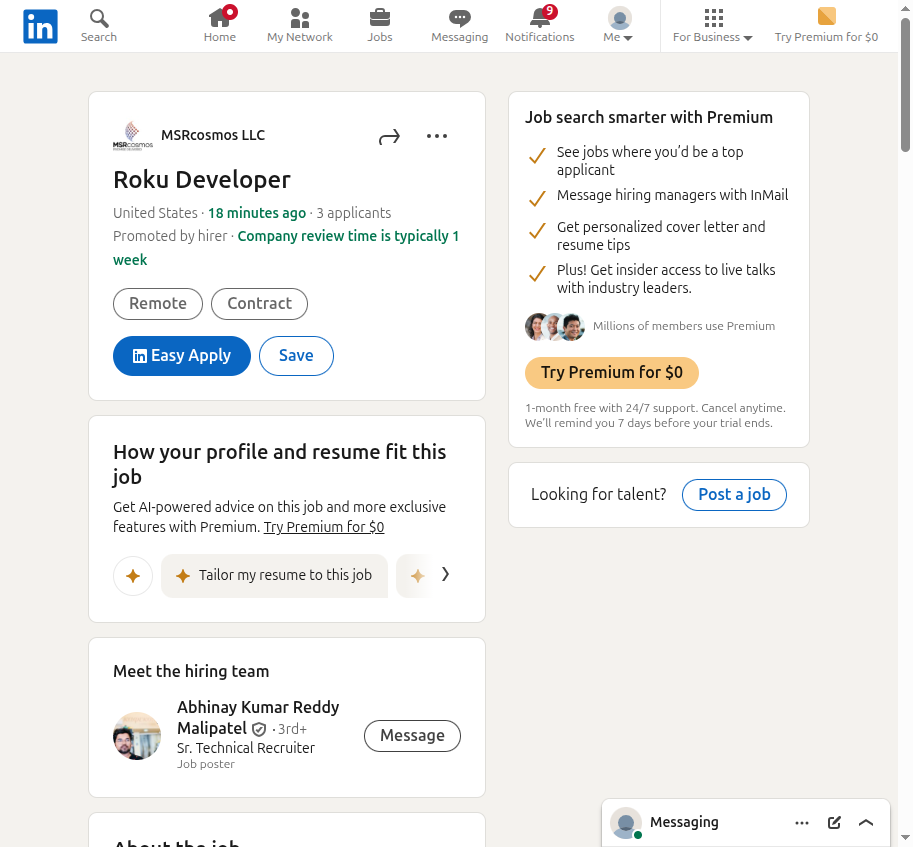 in
Search
Home
My Network
Jobs
Messaging
9
Notifications
Me
For Business
Try Premium for $0
MSRcosmos
MSRcosmos LLC
Roku Developer
United States · 18 minutes ago · 3 applicants
Promoted by hirer · Company review time is typically 1
week
Remote
Contract
in Easy Apply
Save
How your profile and resume fit this
job
Get AI-powered advice on this job and more exclusive
features with Premium. Try Premium for $0
Tailor my resume to this job
Meet the hiring team
Abhinay Kumar Reddy
Malipatel · 3rd+
Sr. Technical Recruiter
Job poster
Message
About the job
Job search smarter with Premium
See jobs where you’d be a top
applicant
Message hiring managers with InMail
Get personalized cover letter and
resume tips
Plus! Get insider access to live talks
with industry leaders.
Millions of members use Premium
Try Premium for $0
1-month free with 24/7 support. Cancel anytime.
We’ll remind you 7 days before your trial ends.
Looking for talent?
Post a job
Messaging